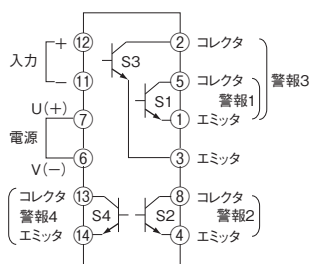 入力
+
⑫
−
⑪
U(+)
⑦
電源
⑥
V(−)
⑬ コレクタ
警報4
⑭ エミッタ
S3
S1
S4
S2
② コレクタ
⑤ コレクタ
警報1
① エミッタ
警報3
③ エミッタ
⑧ コレクタ
警報2
④ エミッタ